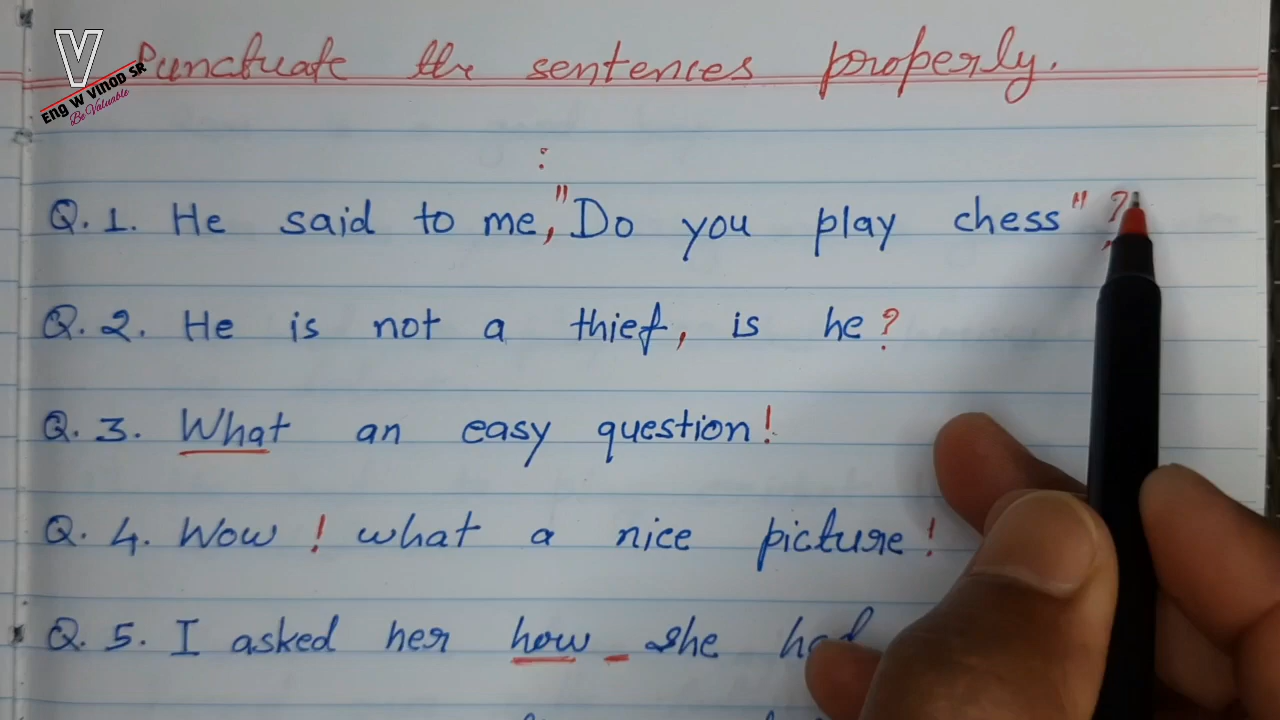 V
ENG W VINOD SR
Be Valuable
Punctuate the sentences properly.
:
Q. 1. He said to me, "Do you play chess" ?
Q. 2. He is not a thief, is he?
Q. 3. What an easy question!
Q. 4. Wow ! what a nice picture!
Q. 5. I asked her how _ she